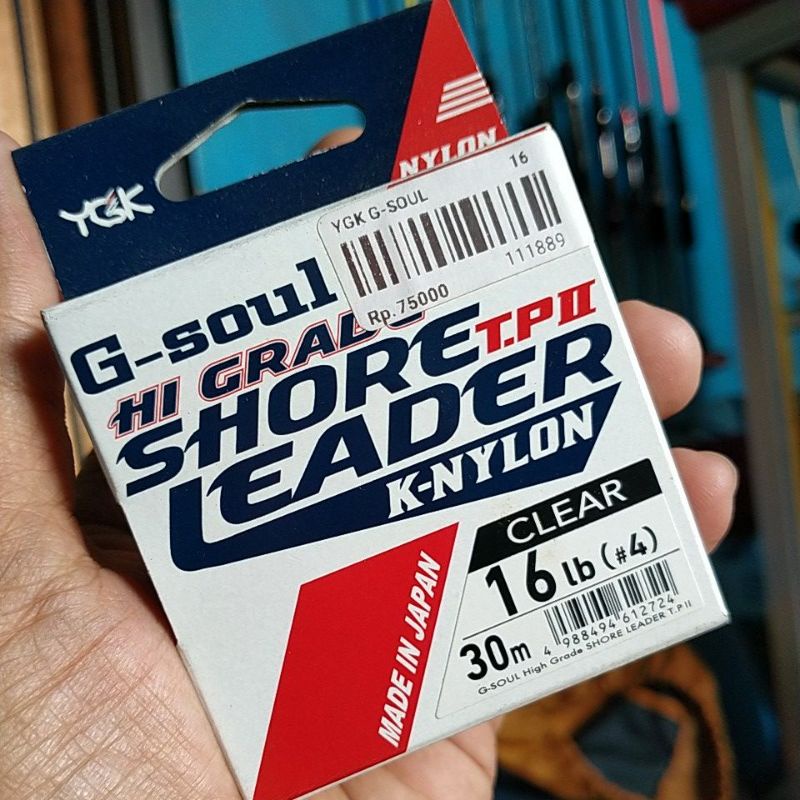 YGK
NYLON
YGK G-SOUL 16
111889
Rp.75000
G-soul
HI GRADE
SHORE T.P II
LEADER
K-NYLON
CLEAR
16 lb (#4)
30m
4 988494 612724
G-SOUL High Grade SHORE LEADER T.P II
MADE IN JAPAN